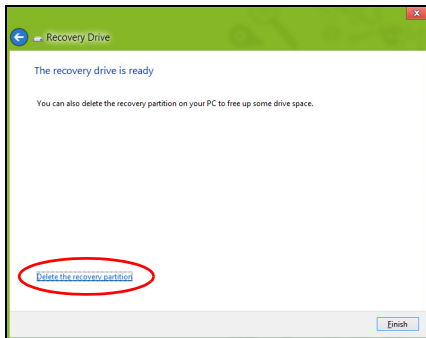 Recovery Drive
The recovery drive is ready
You can also delete the recovery partition on your PC to free up some drive space.
Delete the recovery partition
Finish